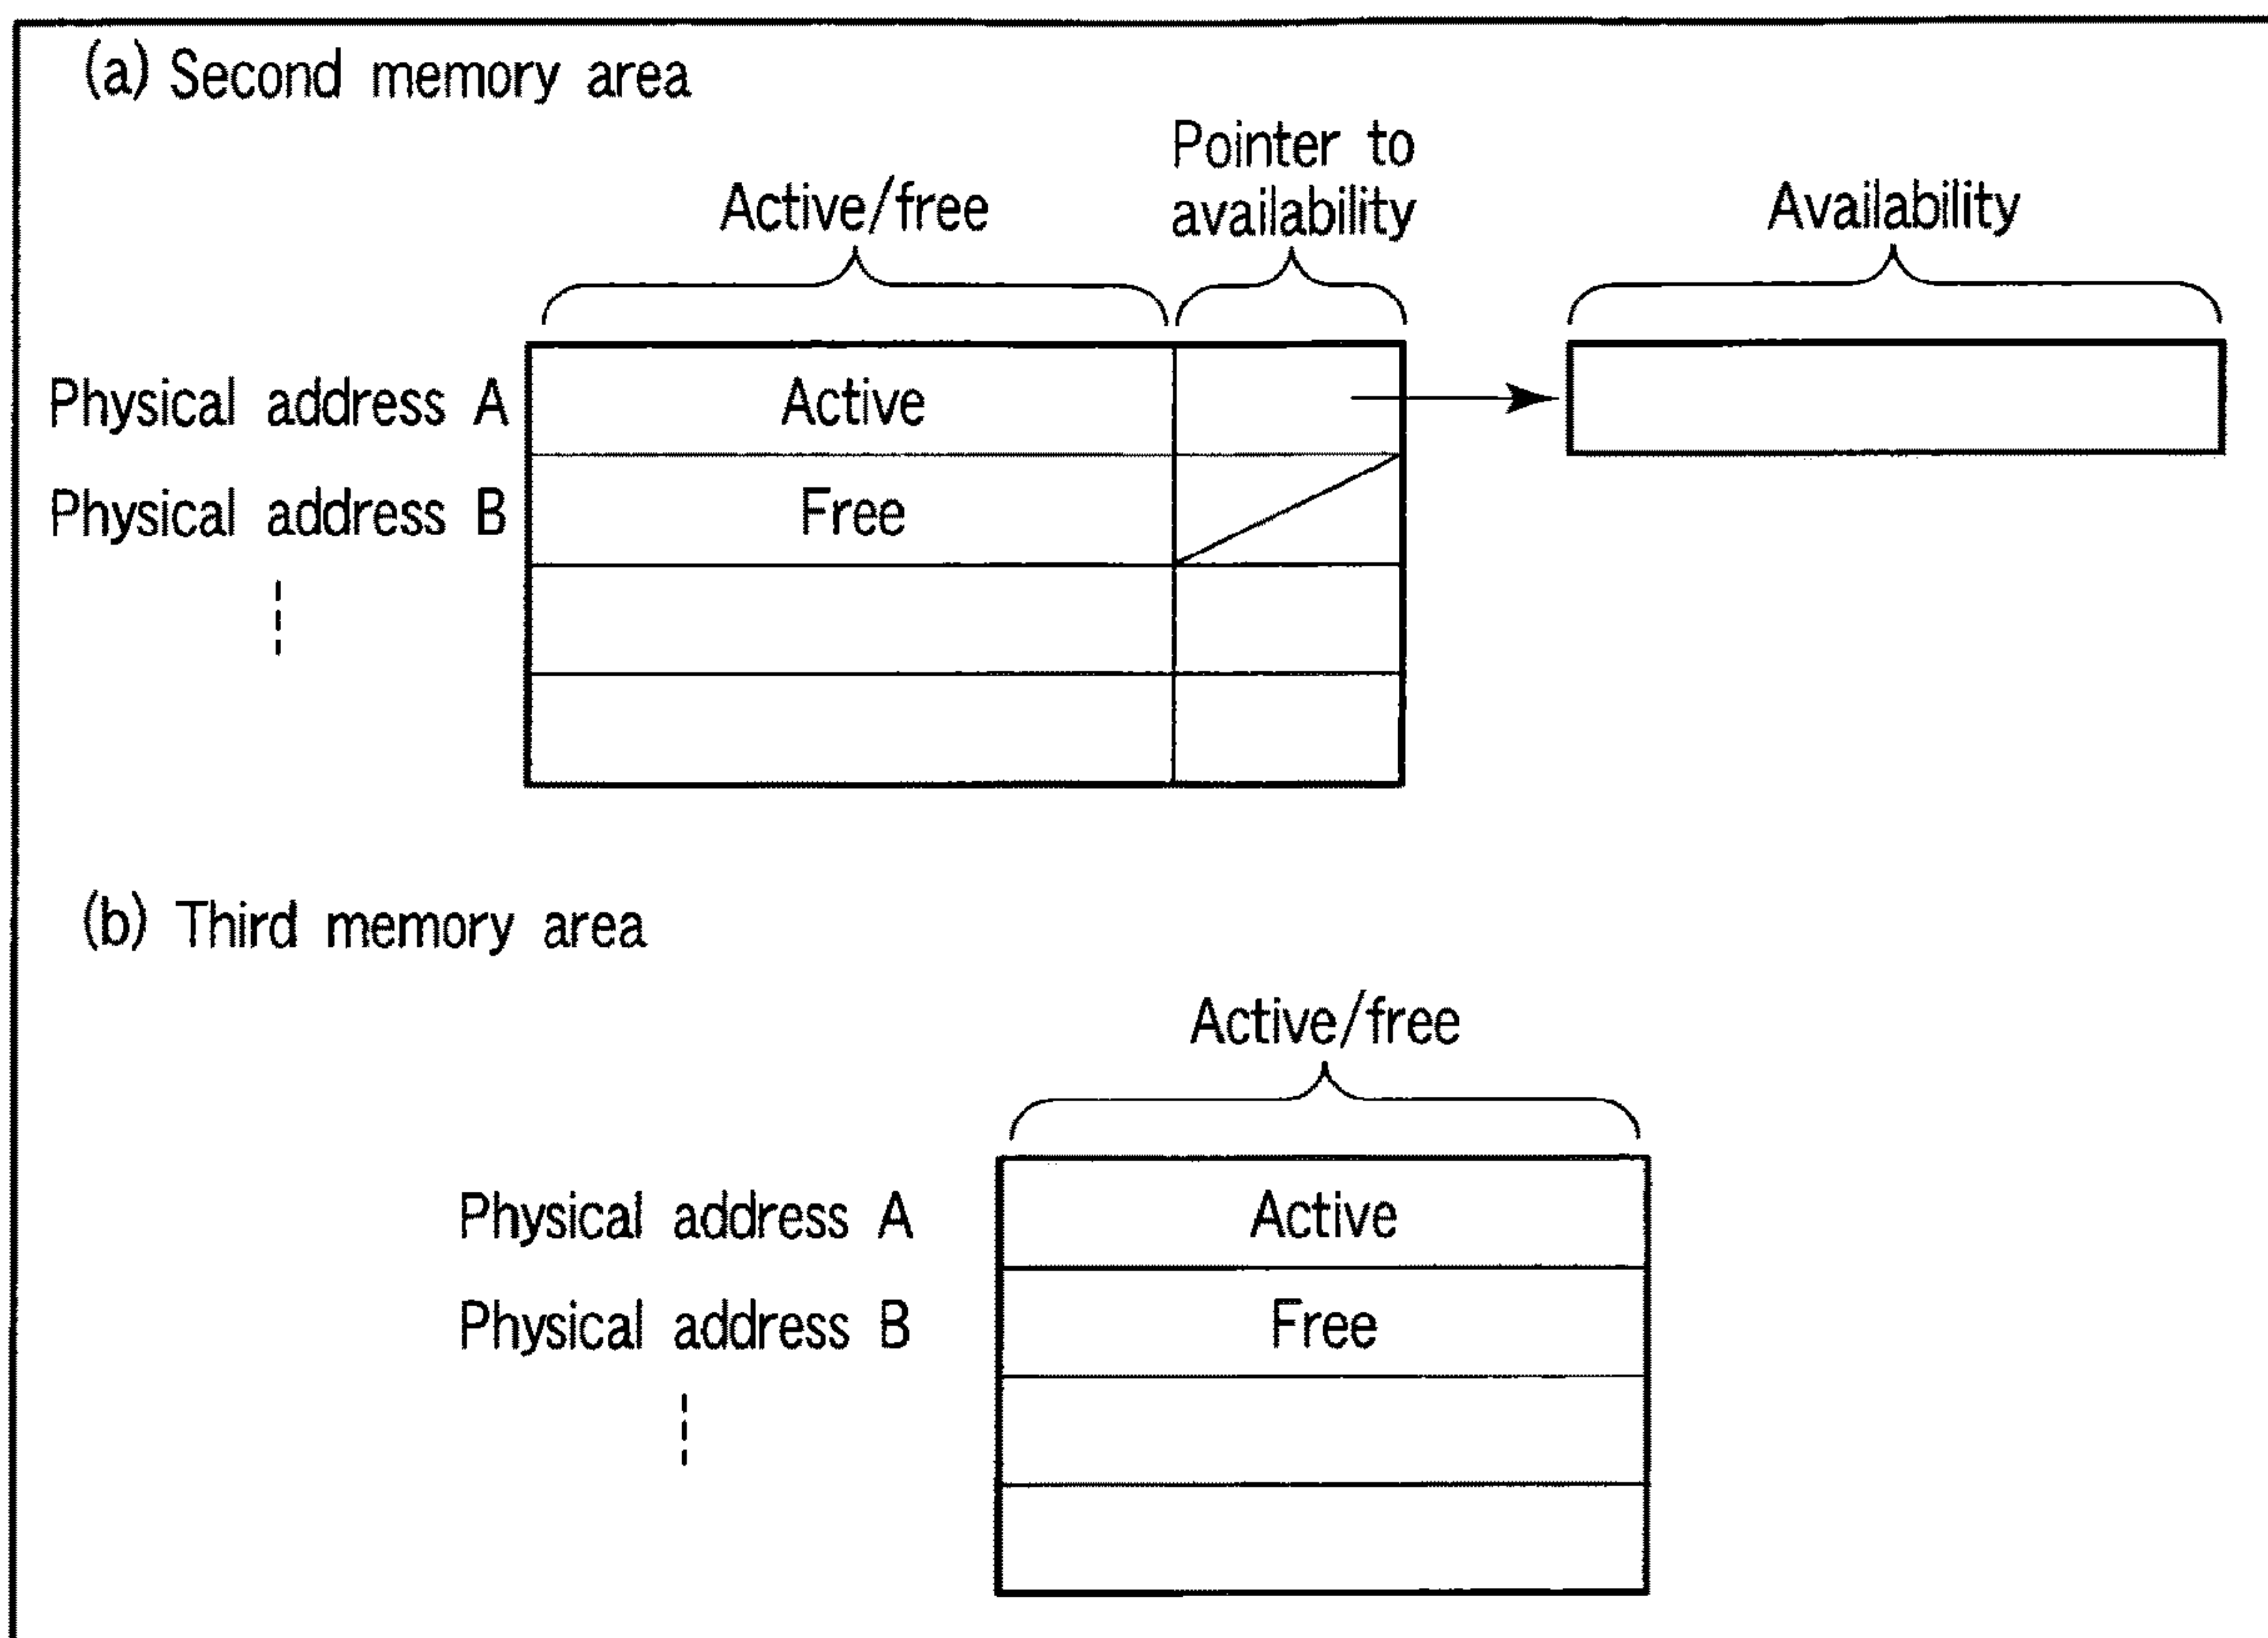 (a) Second memory area
Pointer to
availability
Active/free
Availability
Physical address A
Active
Physical address B
Free
(b) Third memory area
Active/free
Physical address A
Active
Physical address B
Free